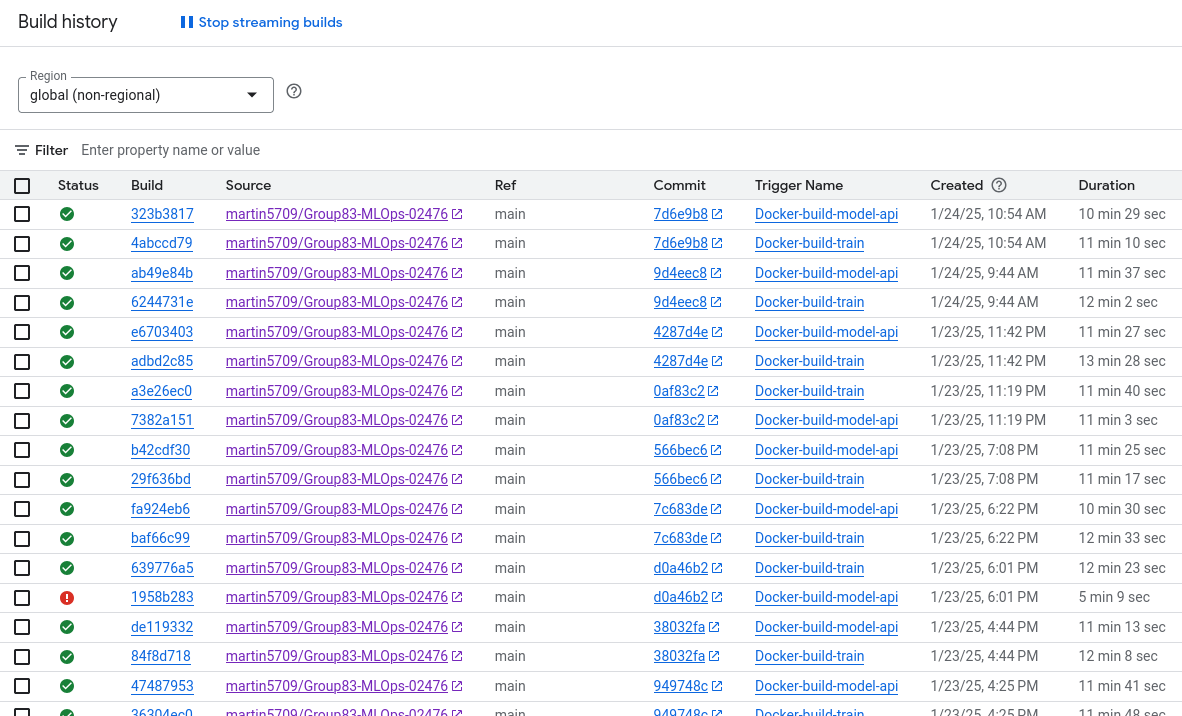 Build history Stop streaming builds
Region
global (non-regional)
Filter Enter property name or value
Status Build Source Ref Commit Trigger Name Created Duration
323b3817 martin5709/Group83-MLOps-02476 main 7d6e9b8 Docker-build-model-api 1/24/25, 10:54 AM 10 min 29 sec
4abccd79 martin5709/Group83-MLOps-02476 main 7d6e9b8 Docker-build-train 1/24/25, 10:54 AM 11 min 10 sec
ab49e84b martin5709/Group83-MLOps-02476 main 9d4eec8 Docker-build-model-api 1/24/25, 9:44 AM 11 min 37 sec
6244731e martin5709/Group83-MLOps-02476 main 9d4eec8 Docker-build-train 1/24/25, 9:44 AM 12 min 2 sec
e6703403 martin5709/Group83-MLOps-02476 main 4287d4e Docker-build-model-api 1/23/25, 11:42 PM 11 min 27 sec
adbd2c85 martin5709/Group83-MLOps-02476 main 4287d4e Docker-build-train 1/23/25, 11:42 PM 13 min 28 sec
a3e26ec0 martin5709/Group83-MLOps-02476 main 0af83c2 Docker-build-train 1/23/25, 11:19 PM 11 min 40 sec
7382a151 martin5709/Group83-MLOps-02476 main 0af83c2 Docker-build-model-api 1/23/25, 11:19 PM 11 min 3 sec
b42cdf30 martin5709/Group83-MLOps-02476 main 566bec6 Docker-build-model-api 1/23/25, 7:08 PM 11 min 25 sec
29f636bd martin5709/Group83-MLOps-02476 main 566bec6 Docker-build-train 1/23/25, 7:08 PM 11 min 17 sec
fa924eb6 martin5709/Group83-MLOps-02476 main 7c683de Docker-build-model-api 1/23/25, 6:22 PM 10 min 30 sec
baf66c99 martin5709/Group83-MLOps-02476 main 7c683de Docker-build-train 1/23/25, 6:22 PM 12 min 33 sec
639776a5 martin5709/Group83-MLOps-02476 main d0a46b2 Docker-build-train 1/23/25, 6:01 PM 12 min 23 sec
1958b283 martin5709/Group83-MLOps-02476 main d0a46b2 Docker-build-model-api 1/23/25, 6:01 PM 5 min 9 sec
de119332 martin5709/Group83-MLOps-02476 main 38032fa Docker-build-model-api 1/23/25, 4:44 PM 11 min 13 sec
84f8d718 martin5709/Group83-MLOps-02476 main 38032fa Docker-build-train 1/23/25, 4:44 PM 12 min 8 sec
47487953 martin5709/Group83-MLOps-02476 main 949748c Docker-build-model-api 1/23/25, 4:25 PM 11 min 41 sec
36304ec0 martin5709/Group83-MLOps-02476 main 949748c Docker-build-train 1/23/25, 4:25 PM 11 min 48 sec